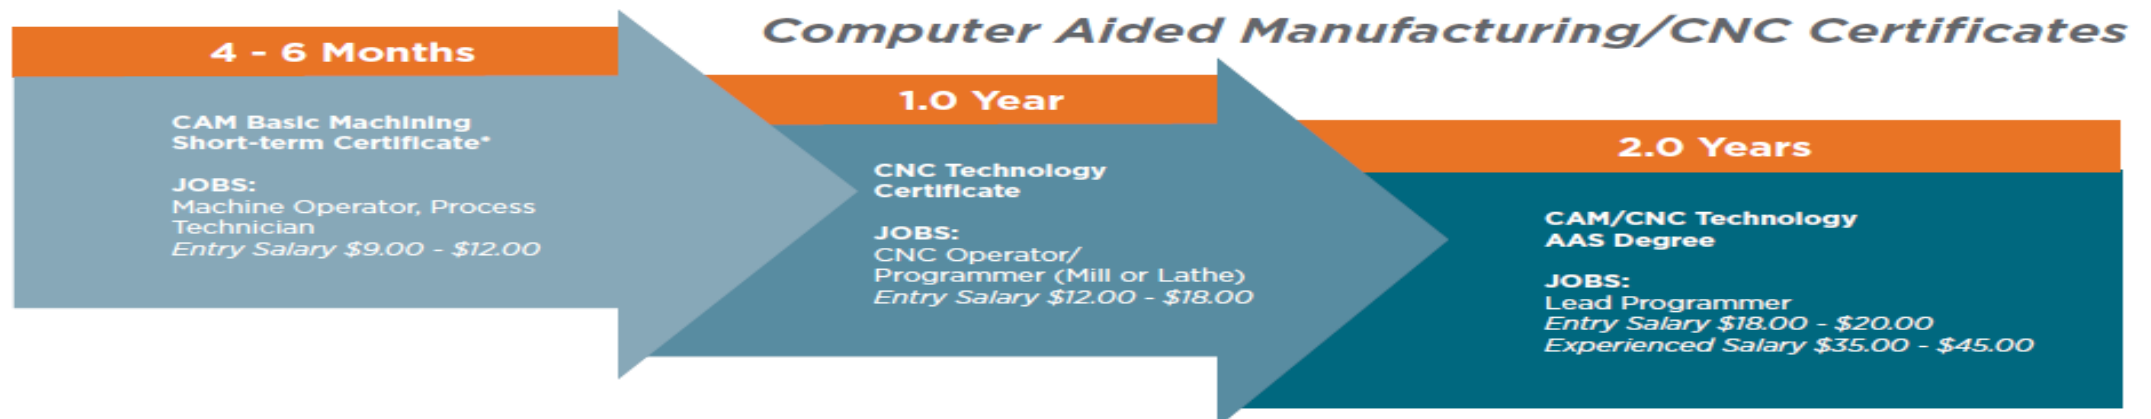 Computer Aided Manufacturing/CNC Certificates
4 - 6 Months
CAM Basic Machining
Short-term Certificate*
JOBS:
Machine Operator, Process
Technician
Entry Salary $9.00 - $12.00
1.0 Year
CNC Technology
Certificate
JOBS:
CNC Operator/
Programmer (Mill or Lathe)
Entry Salary $12.00 - $18.00
2.0 Years
CAM/CNC Technology
AAS Degree
JOBS:
Lead Programmer
Entry Salary $18.00 - $20.00
Experienced Salary $35.00 - $45.00